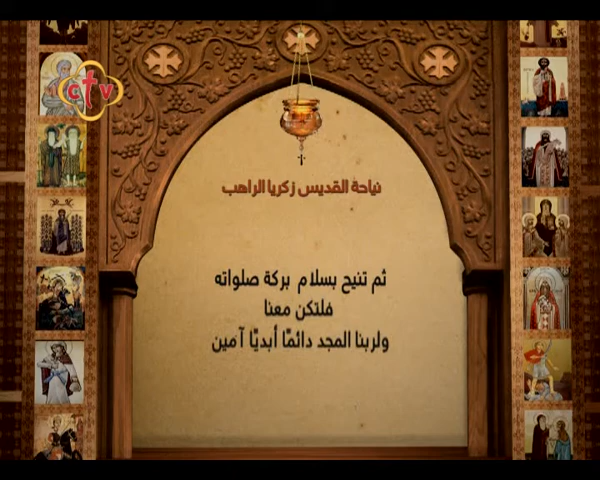 CTV
نياحة القديس زكريا الراهب
ثم تنيح بسلام بركة صلواته
فلتكن معنا
ولربنا المجد دائمًا أبديًا آمين